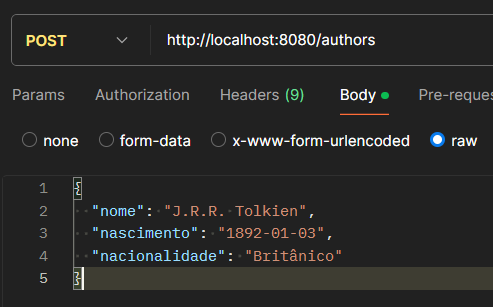 POST http://localhost:8080/authors
Params Authorization Headers (9) Body Pre-reques
none form-data x-www-form-urlencoded raw
1 {
2 "nome": "J.R.R. Tolkien",
3 "nascimento": "1892-01-03",
4 "nacionalidade": "Britânico"
5 }